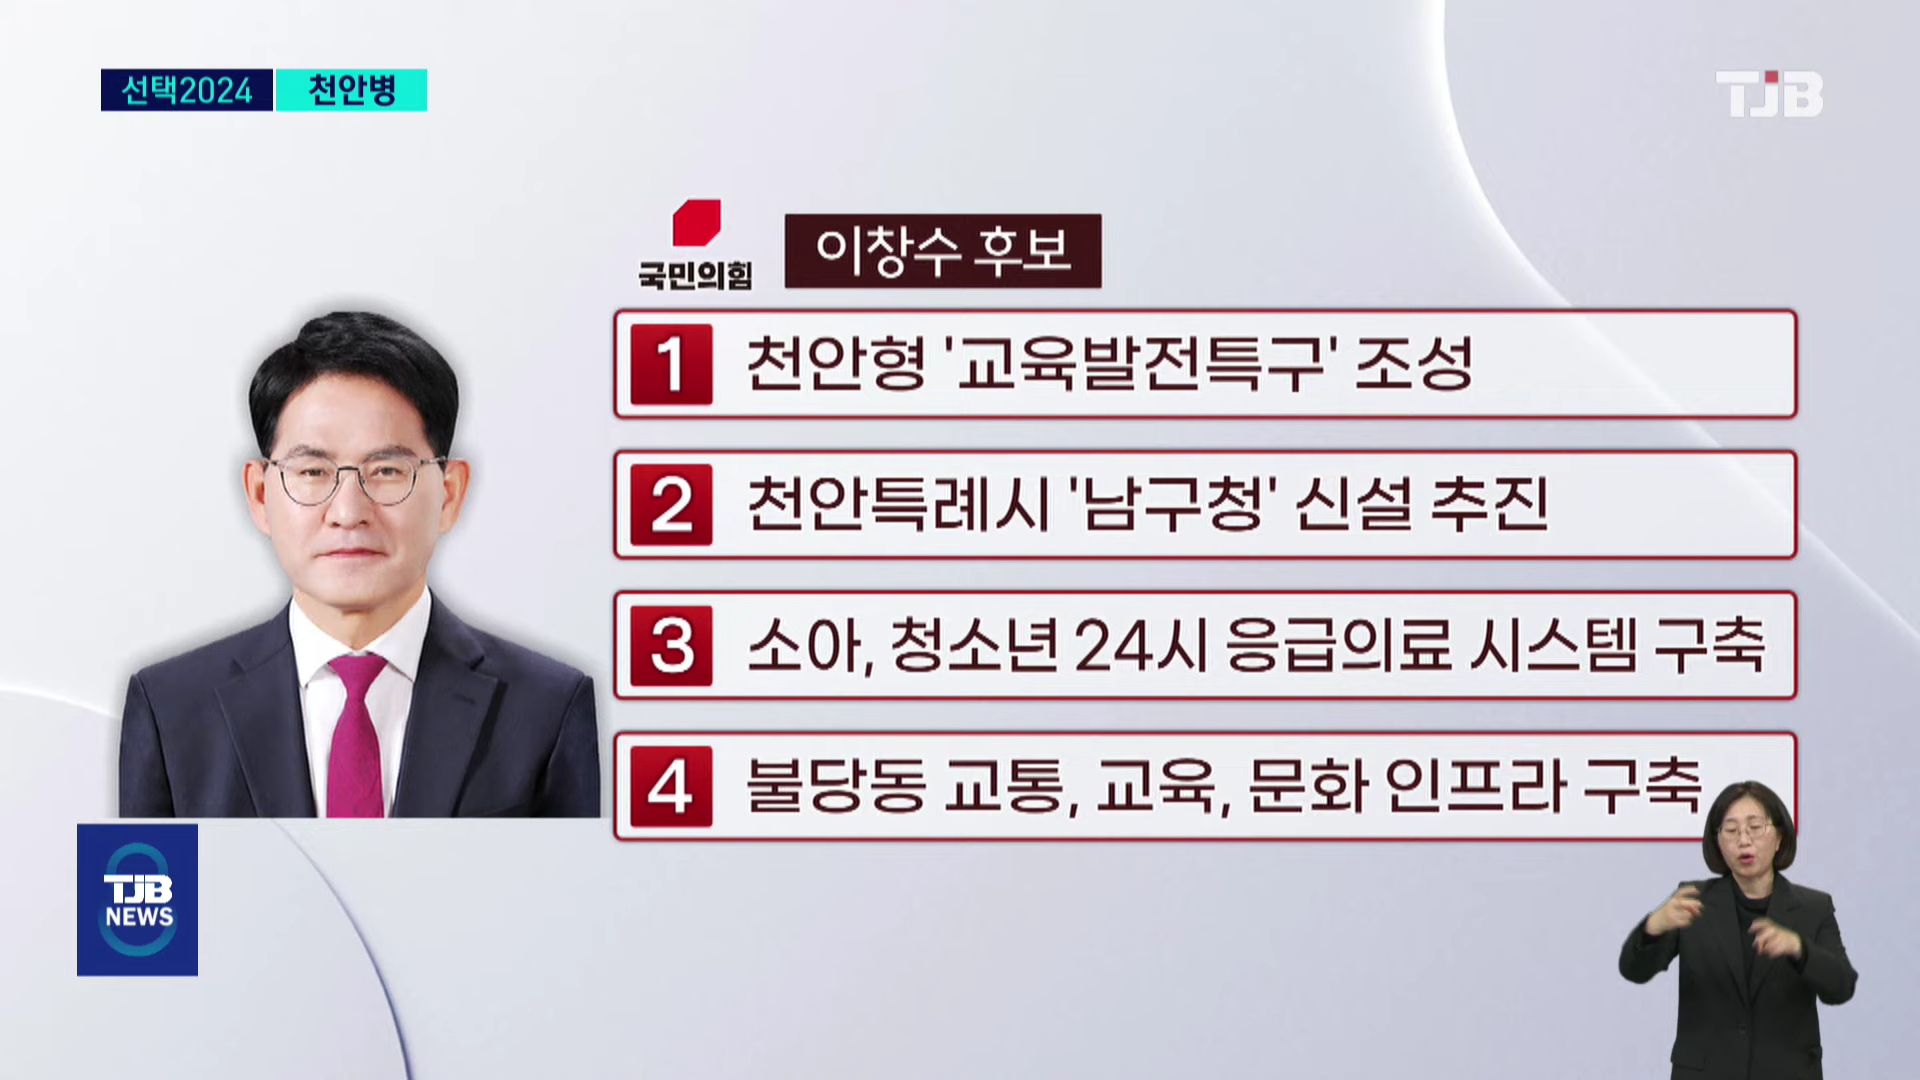 선택2024 천안병
TJB
국민의힘 이창수 후보
1 천안형 '교육발전특구' 조성
2 천안특례시 '남구청' 신설 추진
3 소아, 청소년 24시 응급의료 시스템 구축
4 불당동 교통, 교육, 문화 인프라 구축
8
TJB
NEWS